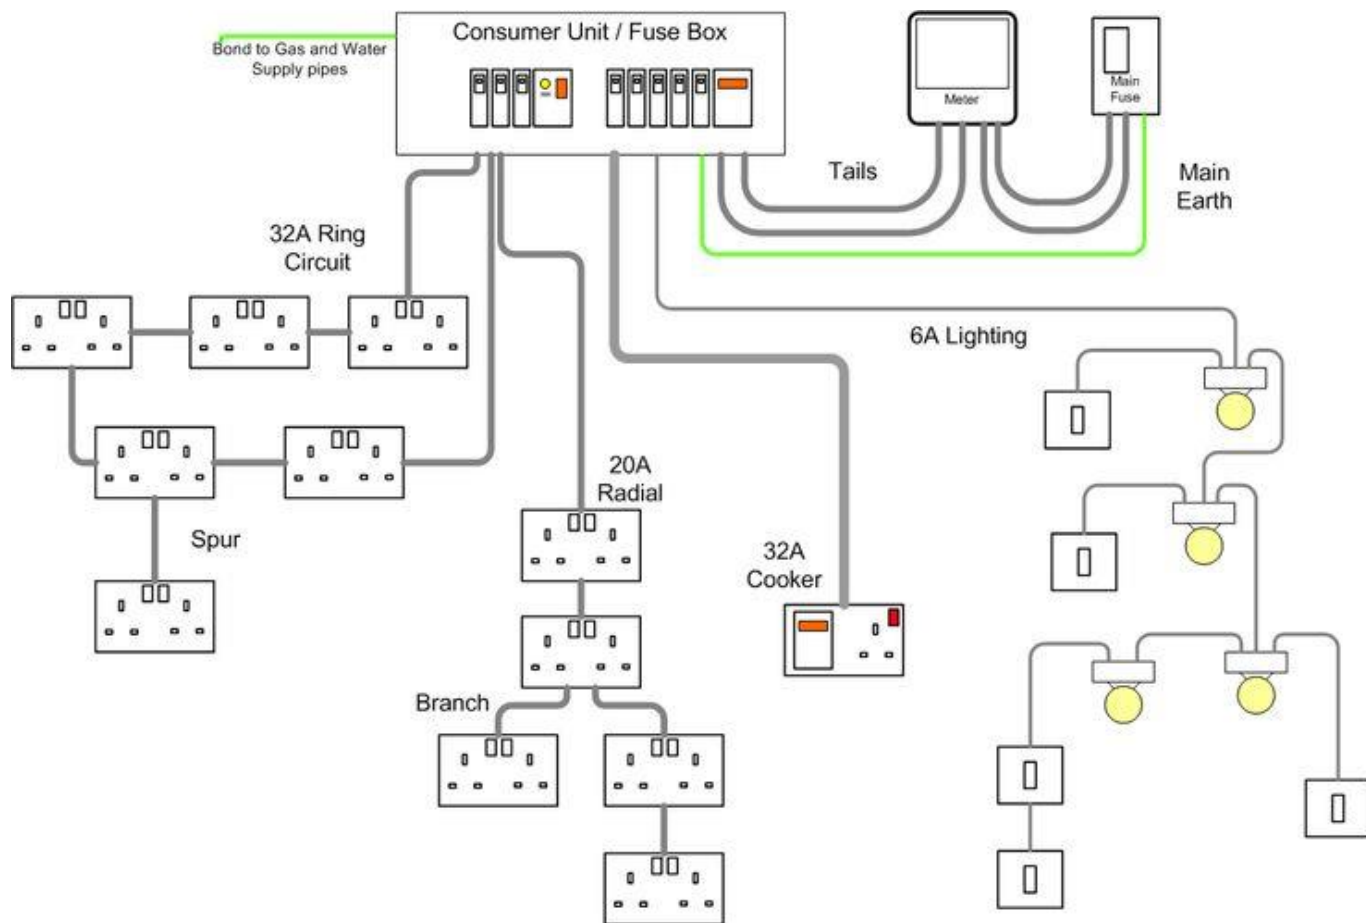 Consumer Unit / Fuse Box
Bond to Gas and Water
Supply pipes
Meter
Main
Fuse
Tails
Main
Earth
32A Ring
Circuit
6A Lighting
20A
Radial
Spur
32A
Cooker
Branch